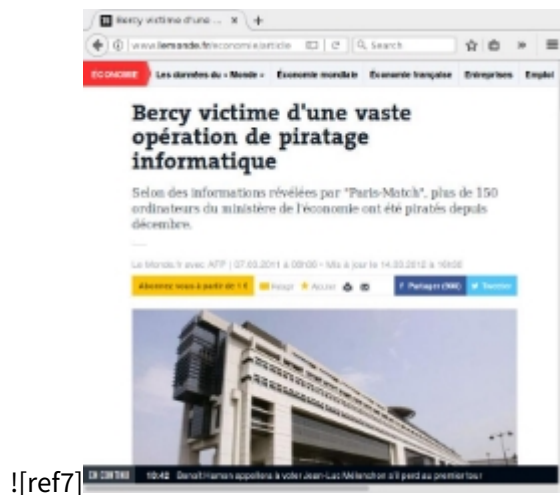 Bercy victime d'une ...
www.lemonde.fr/economie/article
Search
ECONOMIE Les données du « Monde » Économie mondiale Économie française Entreprises Emploi
Bercy victime d'une vaste
opération de piratage
informatique
Selon des informations révélées par "Paris-Match", plus de 150
ordinateurs du ministère de l'économie ont été piratés depuis
décembre.
Le Monde.fr avec AFP | 07.03.2011 à • Mis à jour le 14.03.2012 à
Abonnez vous à partir de 1 € Réagir Ajouter Partager Tweeter
EN CONTINU 10:42 Benoît Hamon appellera à voter Jean-Luc Mélenchon s'il perd au premier tour
![ref7]